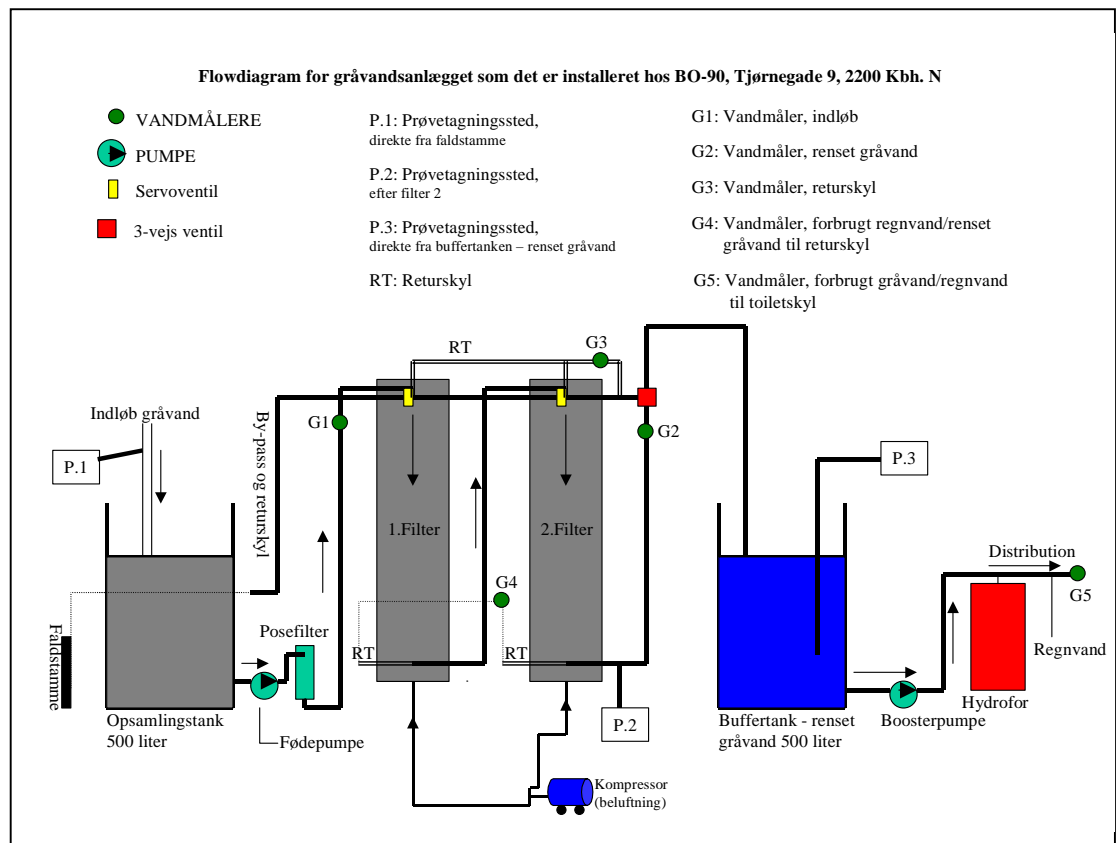 Flowdiagram for gråvandsanlægget som det er installeret hos BO-90, Tjørnegade 9, 2200 Kbh. N
VANDMÅLERE
PUMPE
Servoventil
3-vejs ventil
P.1: Prøvetagningssted,
direkte fra faldstamme
P.2: Prøvetagningssted,
efter filter 2
P.3: Prøvetagningssted,
direkte fra buffertanken – renset gråvand
RT: Returskyl
G1: Vandmåler, indløb
G2: Vandmåler, renset gråvand
G3: Vandmåler, returskyl
G4: Vandmåler, forbrugt regnvand/renset
gråvand til returskyl
G5: Vandmåler, forbrugt gråvand/regnvand
til toiletskyl
RT
G3
Indløb gråvand
P.1
By-pass og returskyl
G1
G2
P.3
1.Filter
2.Filter
G4
Distribution
G5
Faldstamme
Posefilter
RT
RT
Regnvand
Opsamlingstank
500 liter
Fødepumpe
P.2
Buffertank - renset
gråvand 500 liter
Boosterpumpe
Hydrofor
Kompressor
(beluftning)